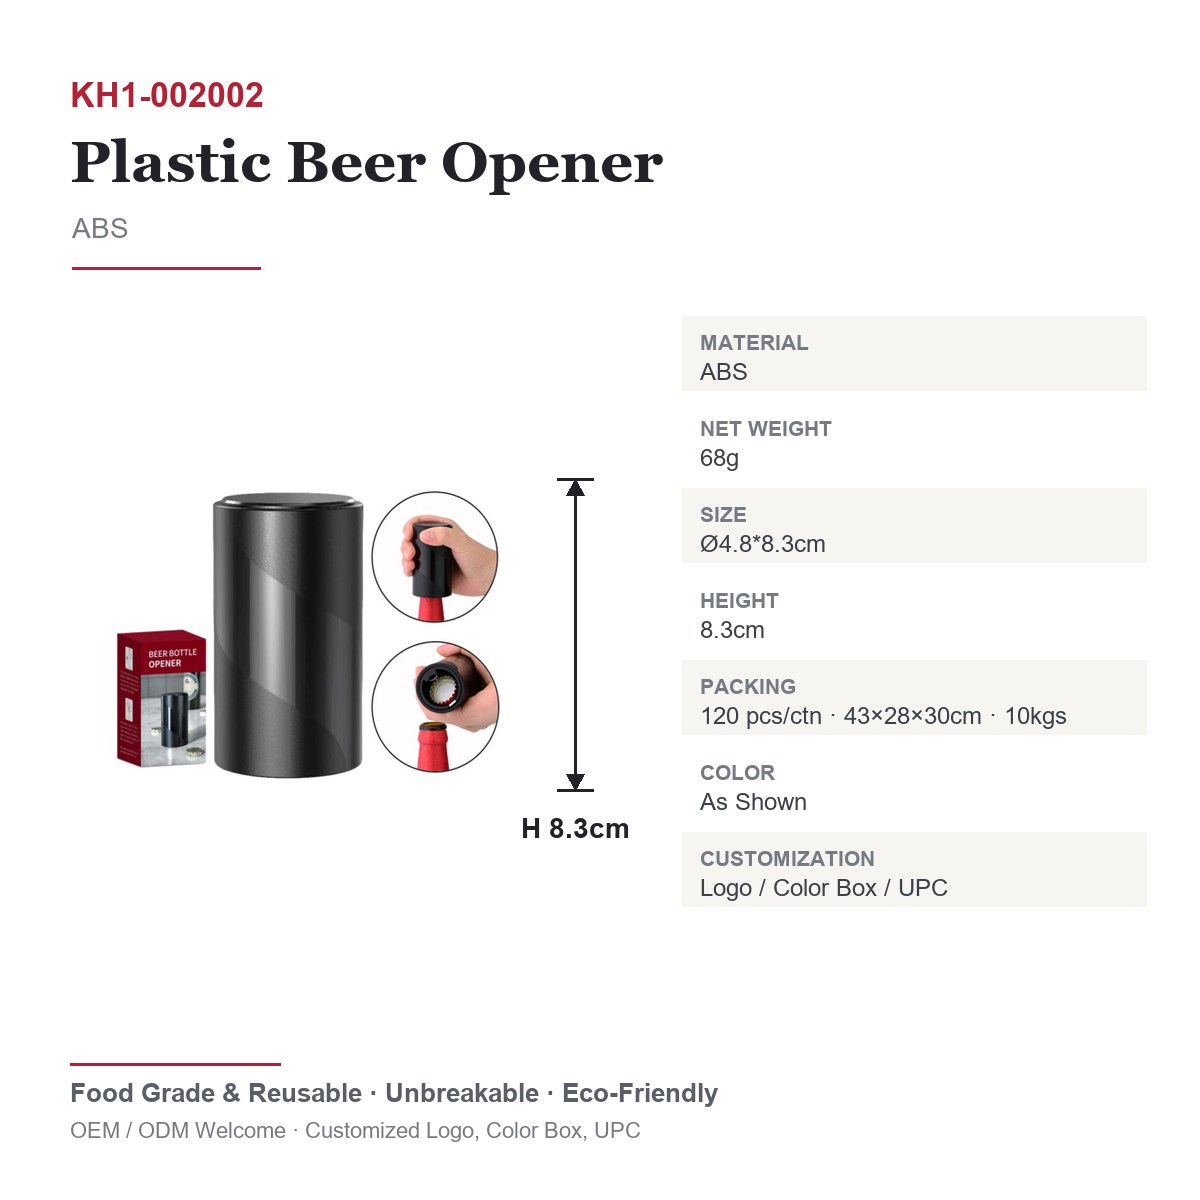 KH1-002002
Plastic Beer Opener
ABS
MATERIAL
ABS
NET WEIGHT
68g
SIZE
Ø4.8*8.3cm
HEIGHT
8.3cm
PACKING
120 pcs/ctn · 43×28×30cm · 10kgs
COLOR
As Shown
CUSTOMIZATION
Logo / Color Box / UPC
BEER BOTTLE
OPENER
H 8.3cm
Food Grade & Reusable · Unbreakable · Eco-Friendly
OEM / ODM Welcome · Customized Logo, Color Box, UPC